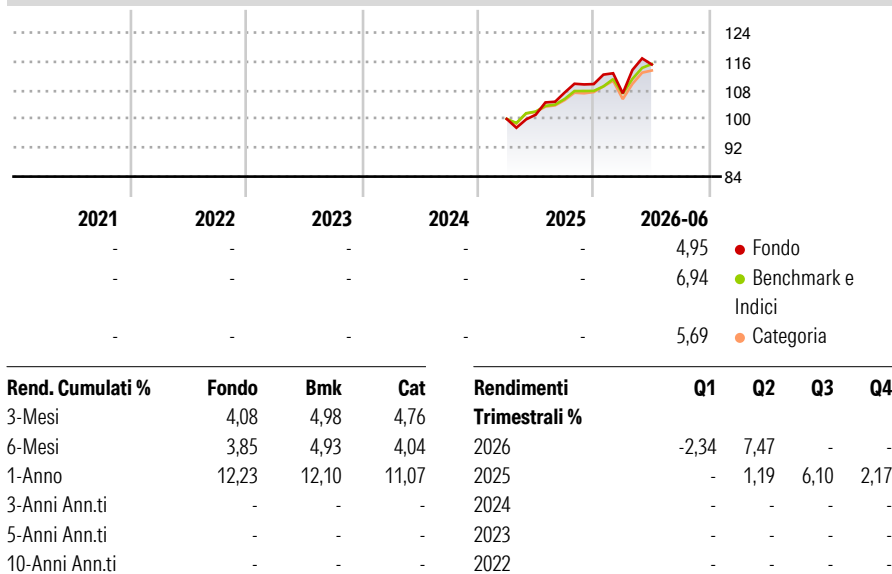 124
116
108
100
92
84
2021 2022 2023 2024 2025 2026-06
- - - - - 4,95 Fondo
- - - - - 6,94 Benchmark e
Indici
- - - - - 5,69 Categoria
Rend. Cumulati % Fondo Bmk Cat
3-Mesi 4,08 4,98 4,76
6-Mesi 3,85 4,93 4,04
1-Anno 12,23 12,10 11,07
3-Anni Ann.ti - - -
5-Anni Ann.ti - - -
10-Anni Ann.ti - - -
Rendimenti Q1 Q2 Q3 Q4
Trimestrali %
2026 -2,34 7,47 - -
2025 - 1,19 6,10 2,17
2024 - - - -
2023 - - - -
2022 - - - -